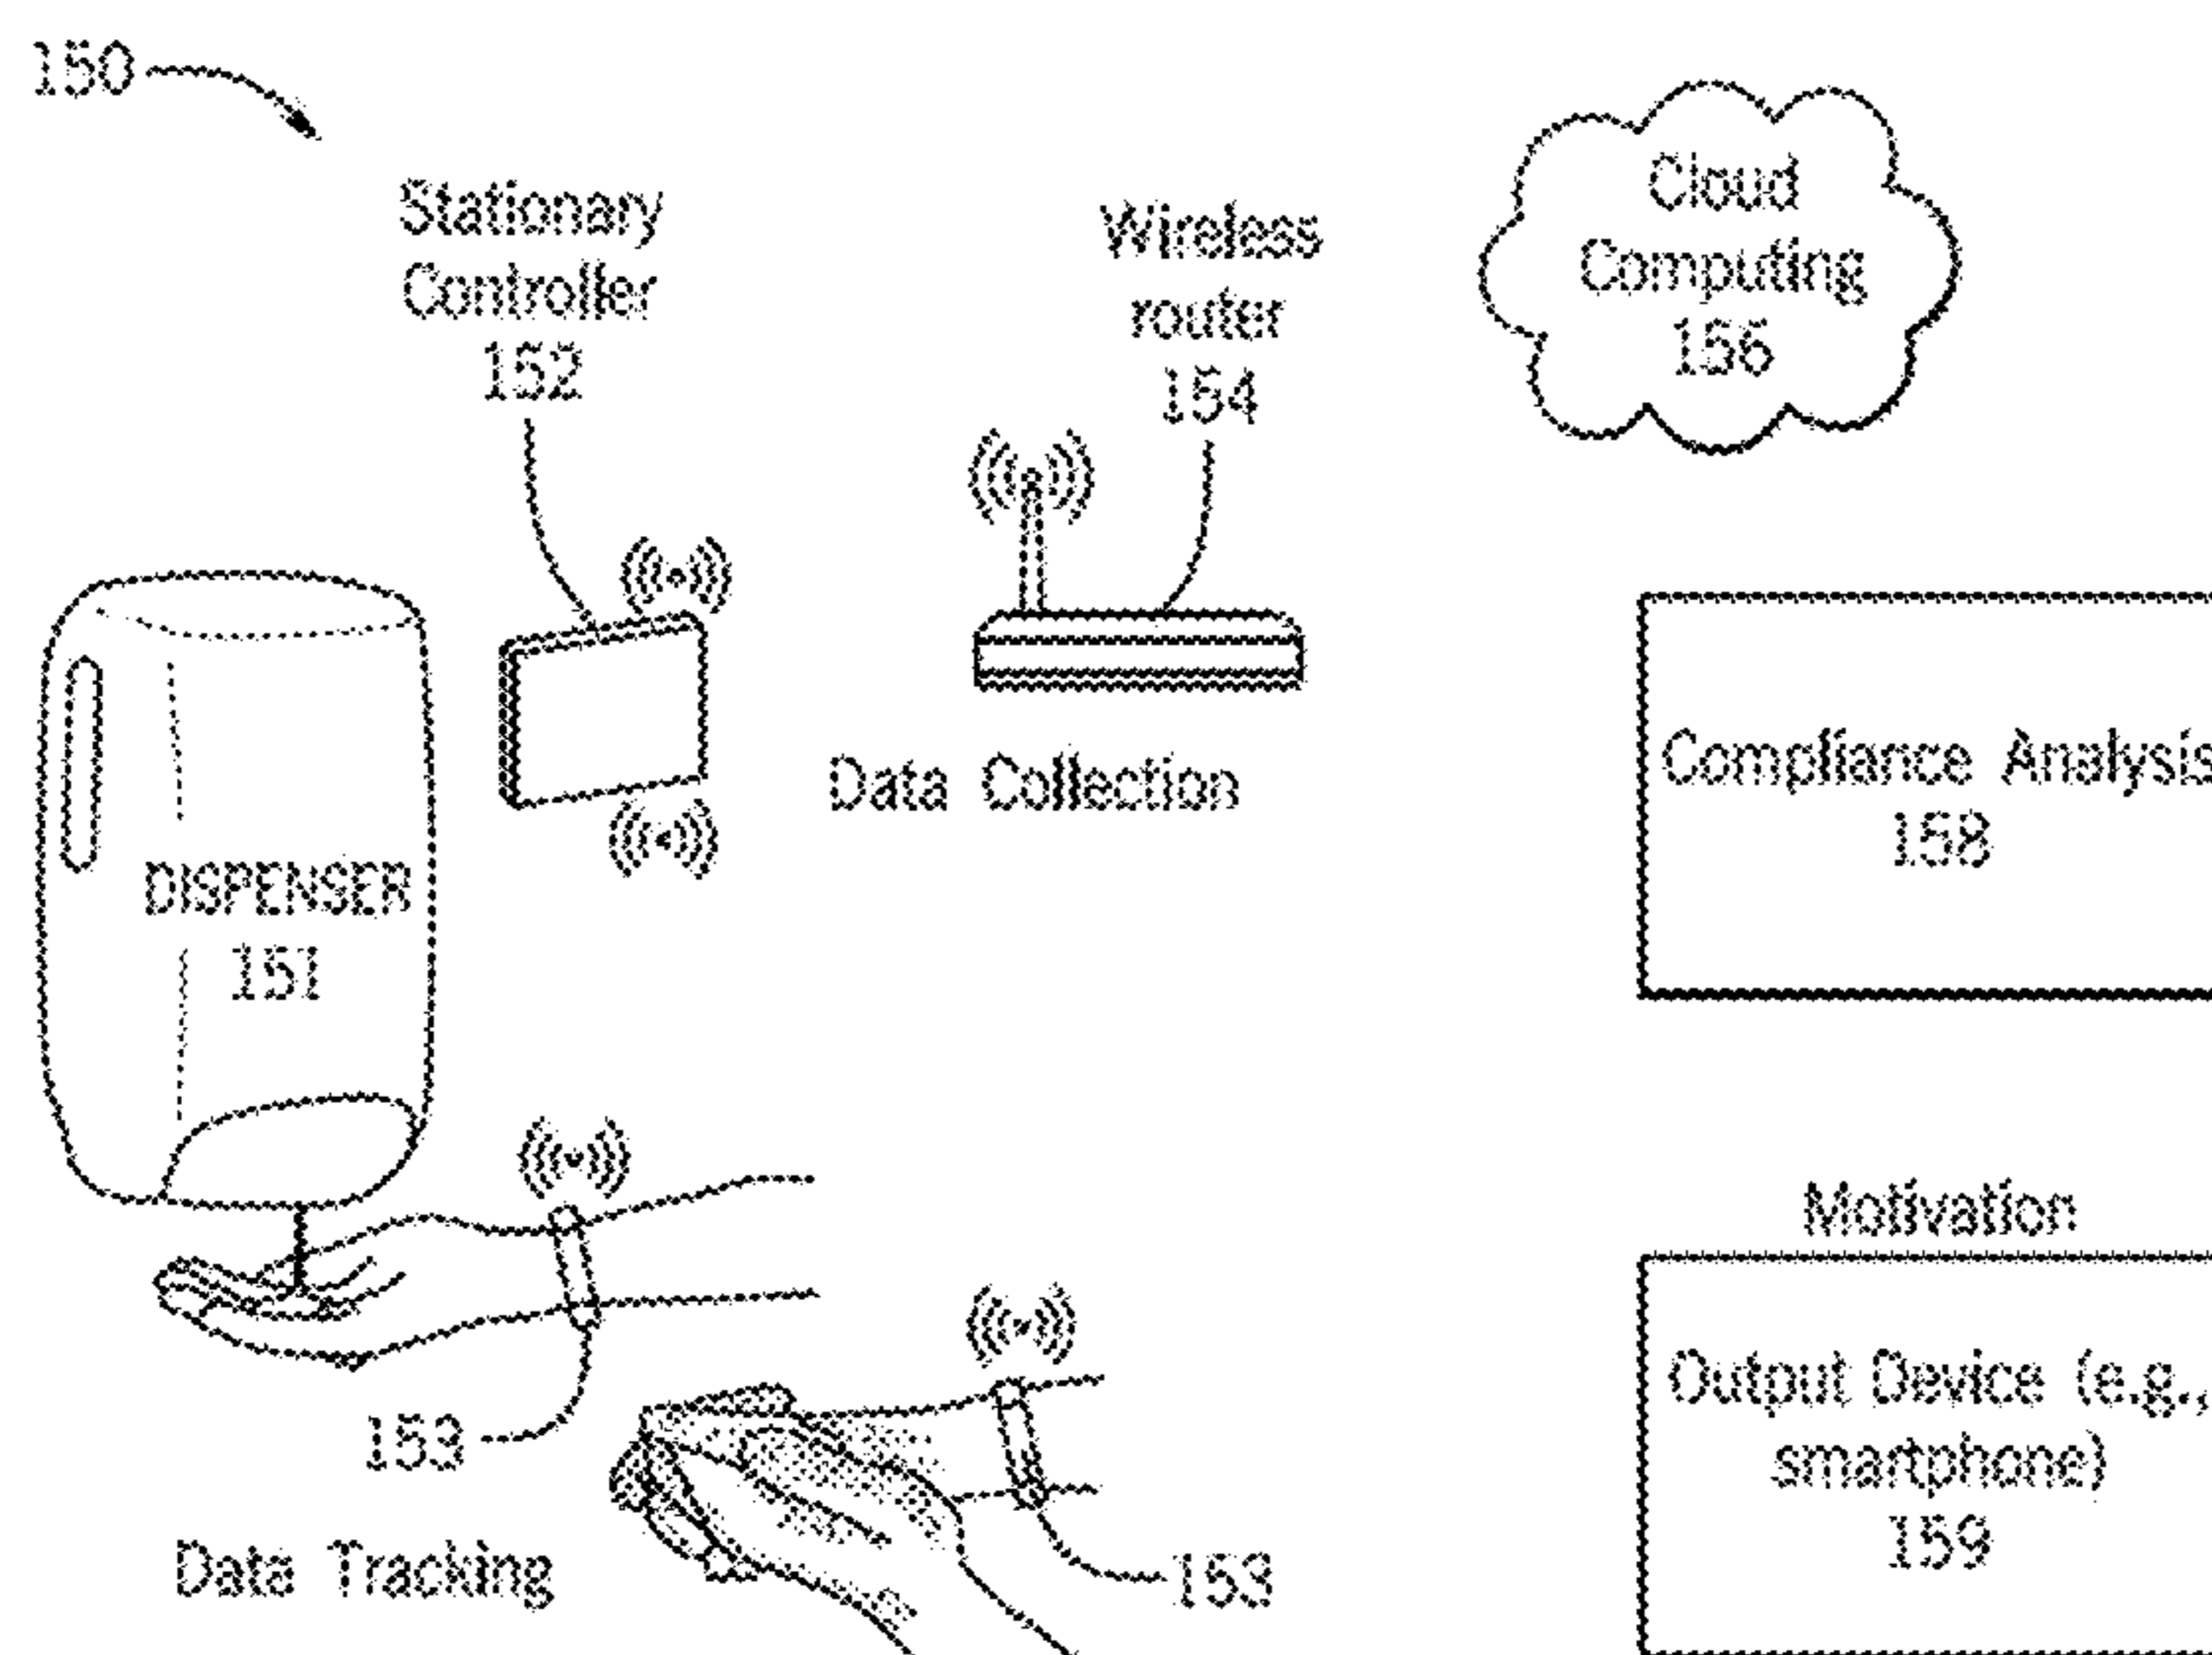 150
Stationary
Controller
152
Wireless
router
154
Cloud
Computing
156
Data Collection
Compliance Analysis
158
DISPENSER
151
Motivation
Output Device (e.g.,
smartphone)
159
153
Data Tracking
153